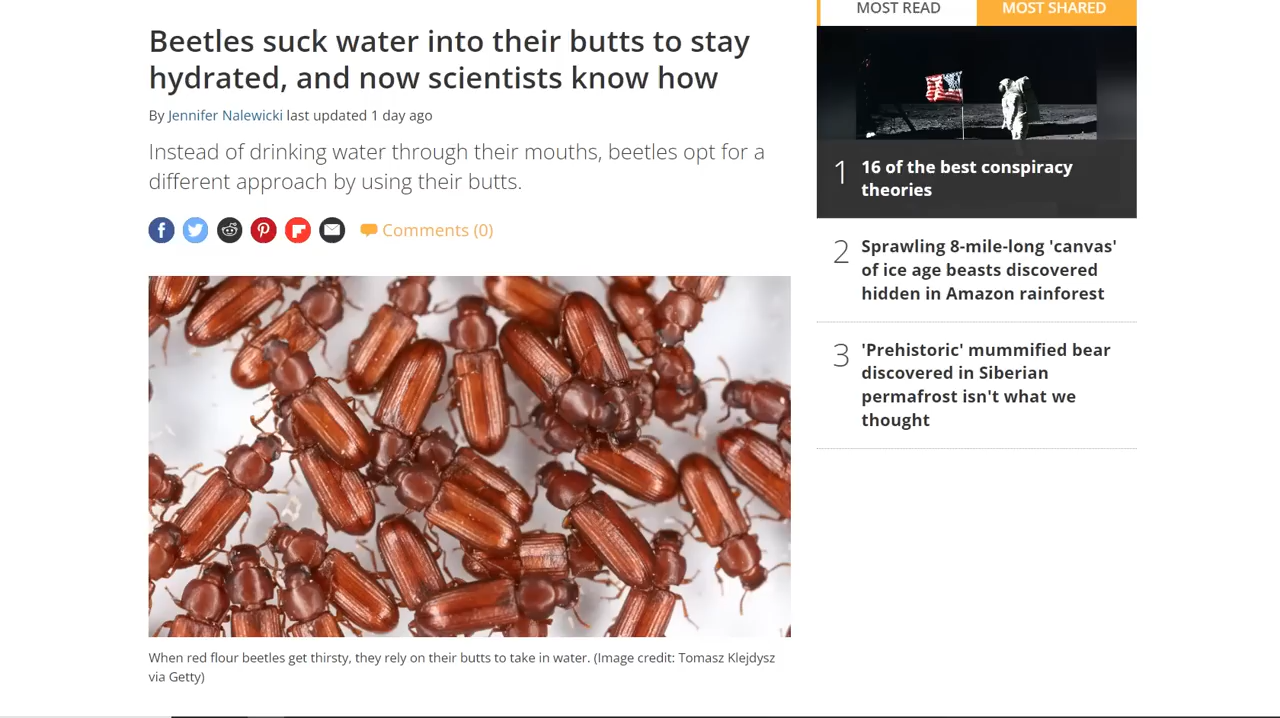 Beetles suck water into their butts to stay
hydrated, and now scientists know how
By Jennifer Nalewicki last updated 1 day ago
Instead of drinking water through their mouths, beetles opt for a
different approach by using their butts.
Comments (0)
When red flour beetles get thirsty, they rely on their butts to take in water. (Image credit: Tomasz Klejdysz
via Getty)
MOST READ
MOST SHARED
1
16 of the best conspiracy
theories
2
Sprawling 8-mile-long 'canvas'
of ice age beasts discovered
hidden in Amazon rainforest
3
'Prehistoric' mummified bear
discovered in Siberian
permafrost isn't what we
thought